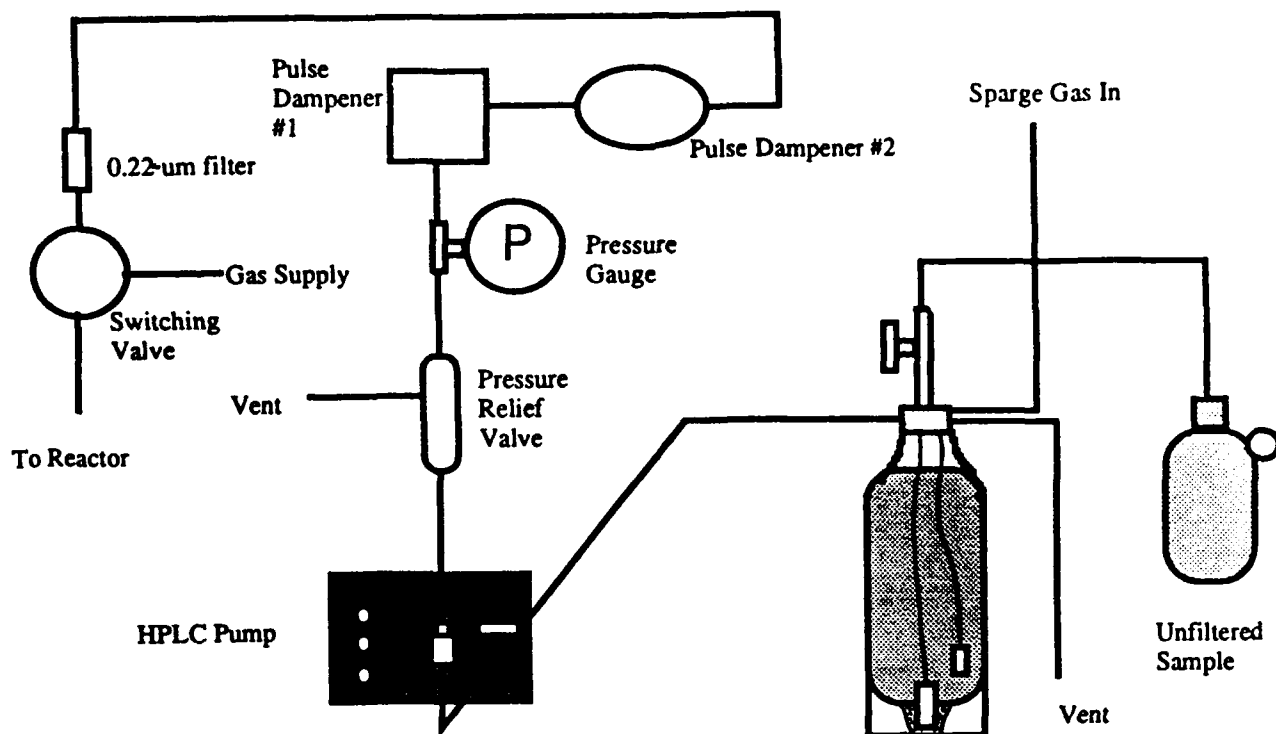 Pulse
Dampener
#1
Sparge Gas In
Pulse Dampener #2
0.22-um filter
P
Pressure
Gauge
Gas Supply
Switching
Valve
Pressure
Relief
Valve
Vent
To Reactor
HPLC Pump
Unfiltered
Sample
Vent